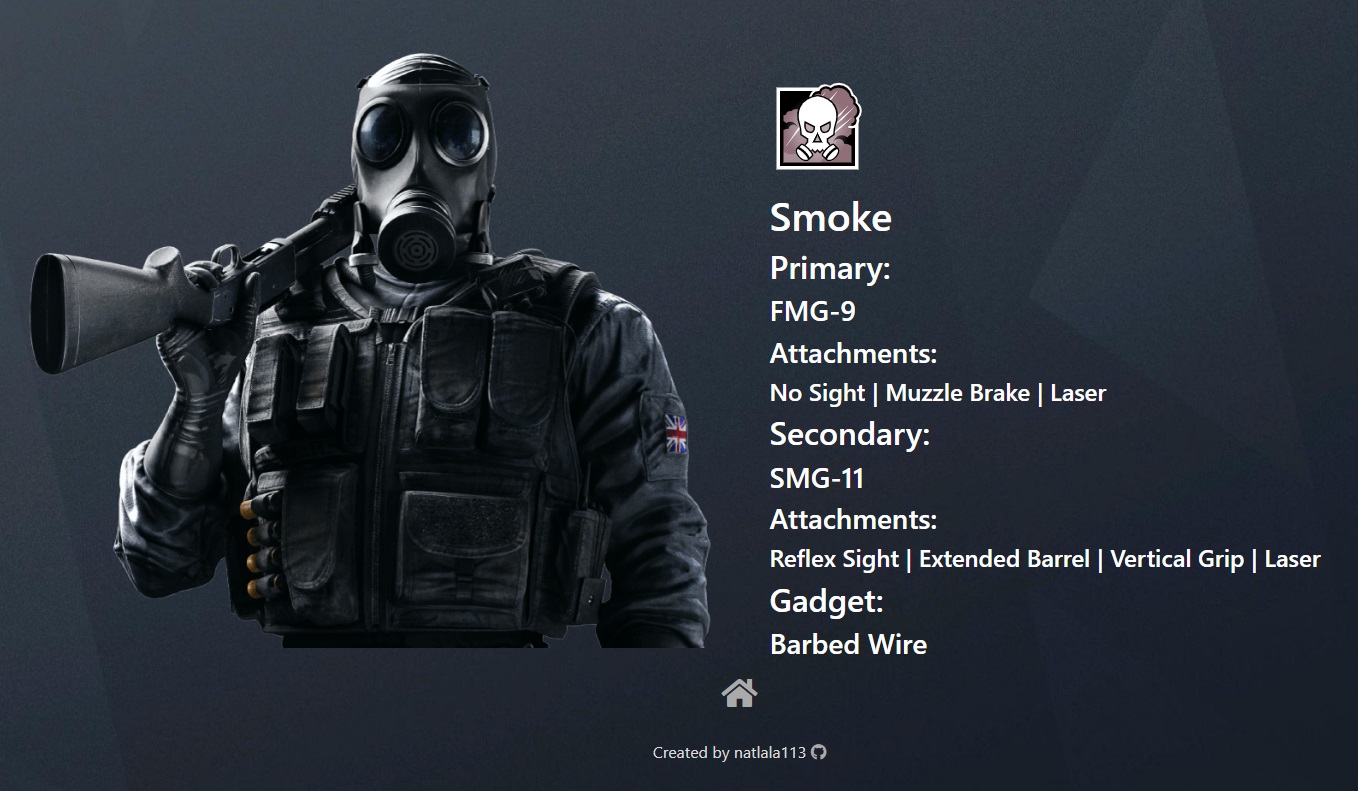 Smoke
Primary:
FMG-9
Attachments:
No Sight | Muzzle Brake | Laser
Secondary:
SMG-11
Attachments:
Reflex Sight | Extended Barrel | Vertical Grip | Laser
Gadget:
Barbed Wire
Created by natlala113